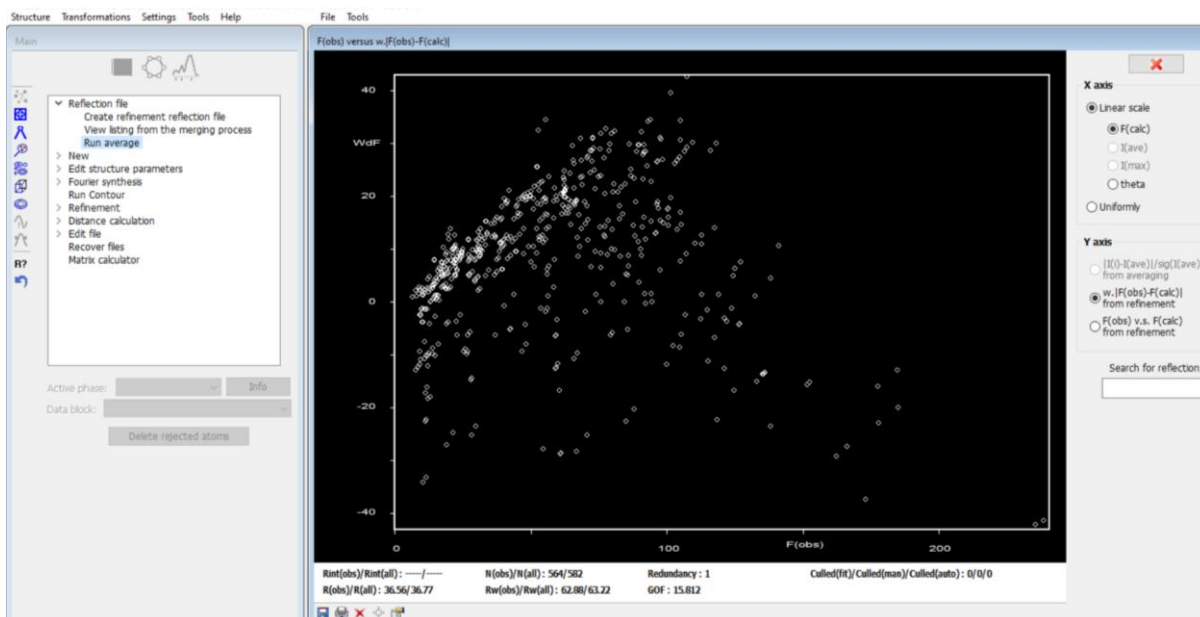 Structure Transformations Settings Tools Help
File Tools
Main
Reflection file
Create refinement reflection file
View listing from the merging process
Run average
New
Edit structure parameters
Fourier synthesis
Run Contour
Refinement
Distance calculation
Edit file
Recover files
Matrix calculator
R?
Active phase:
Info
Data block:
Delete rejected atoms
F(obs) versus w.|F(obs)-F(calc)|
40
WdF
20
0
-20
-40
0
100
F(obs)
200
Rint(obs)/Rint(all) : ----/----
N(obs)/N(all) : 564/582
Redundancy : 1
Culled(fit)/Culled(man)/Culled(auto) : 0/0/0
R(obs)/R(all) : 36.56/36.77
Rw(obs)/Rw(all) : 62.88/63.22
GOF : 15.812
X axis
Linear scale
F(calc)
I(ave)
I(max)
theta
Uniformly
Y axis
|I(i)-I(ave)|/sig(I(ave)
from averaging
w.|F(obs)-F(calc)|
from refinement
F(obs) v.s. F(calc)
from refinement
Search for reflection